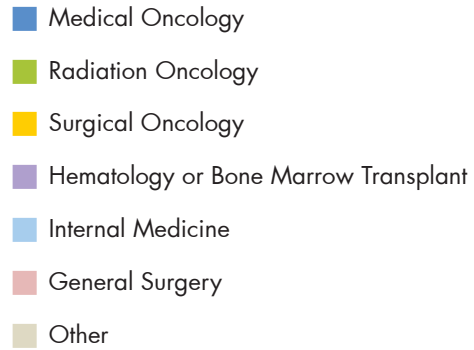 Medical Oncology
Radiation Oncology
Surgical Oncology
Hematology or Bone Marrow Transplant
Internal Medicine
General Surgery
Other